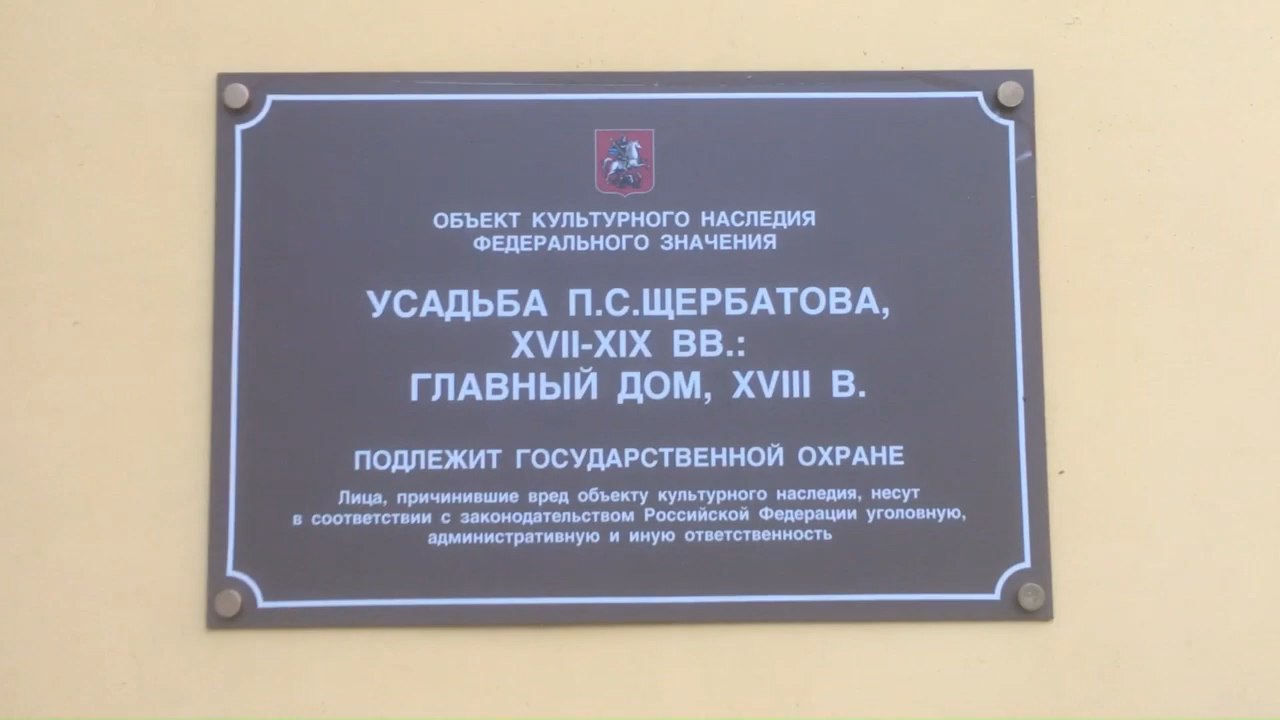 ОБЪЕКТ КУЛЬТУРНОГО НАСЛЕДИЯ
ФЕДЕРАЛЬНОГО ЗНАЧЕНИЯ
УСАДЬБА П.С.ЩЕРБАТОВА,
XVII-XIX ВВ.:
ГЛАВНЫЙ ДОМ, XVIII В.
ПОДЛЕЖИТ ГОСУДАРСТВЕННОЙ ОХРАНЕ
Лица, причинившие вред объекту культурного наследия, несут
в соответствии с законодательством Российской Федерации уголовную,
административную и иную ответственность